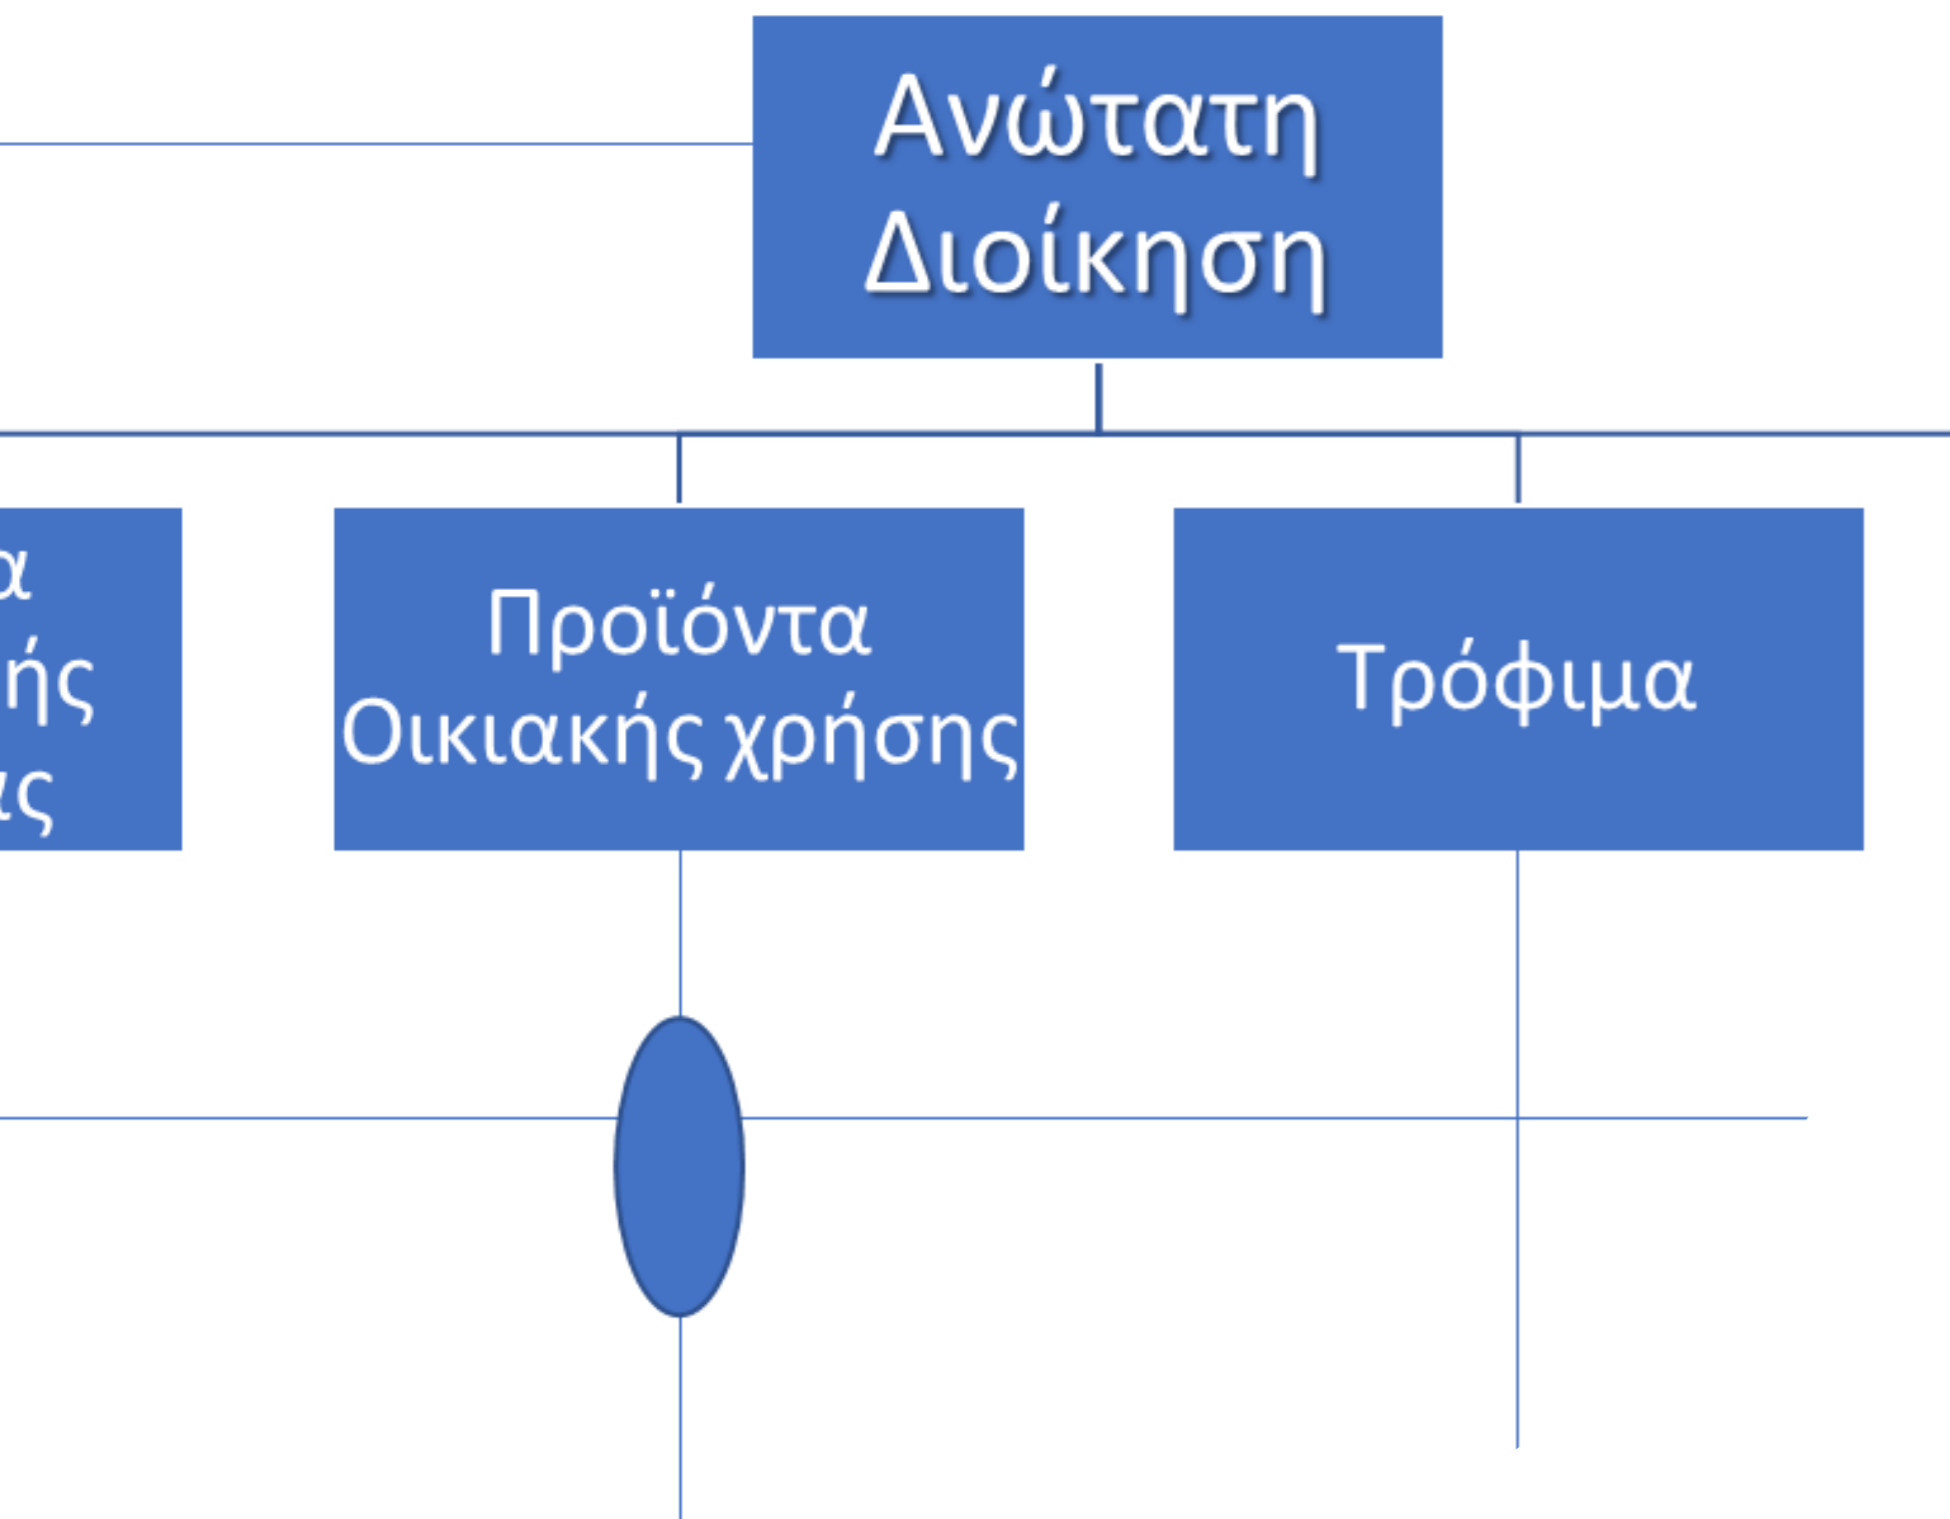 Ανώτατη
Διοίκηση
Προϊόντα
Οικιακής χρήσης
Τρόφιμα